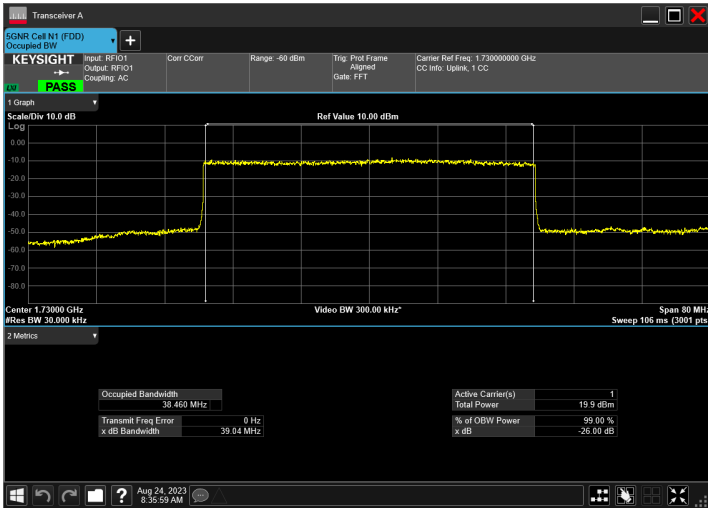 Transceiver A
5GNR Cell N1 (FDD)
Occupied BW
+
KEYSIGHT
LXI
PASS
Input: RFIO1
Output: RFIO1
Coupling: AC
Corr CCorr
Range: -60 dBm
Trig: Prot Frame
Aligned
Gate: FFT
Carrier Ref Freq: 1.730000000 GHz
CC Info: Uplink, 1 CC
1 Graph
Scale/Div 10.0 dB
Ref Value 10.00 dBm
Log
0.00
-10.0
-20.0
-30.0
-40.0
-50.0
-60.0
-70.0
-80.0
Center 1.73000 GHz
Video BW 300.00 kHz*
Span 80 MHz
#Res BW 30.000 kHz
Sweep 106 ms (3001 pts
2 Metrics
Occupied Bandwidth
38.460 MHz
Active Carrier(s) 1
Total Power 19.9 dBm
Transmit Freq Error 0 Hz
x dB Bandwidth 39.04 MHz
% of OBW Power 99.00 %
x dB -26.00 dB
?
Aug 24, 2023
8:35:59 AM